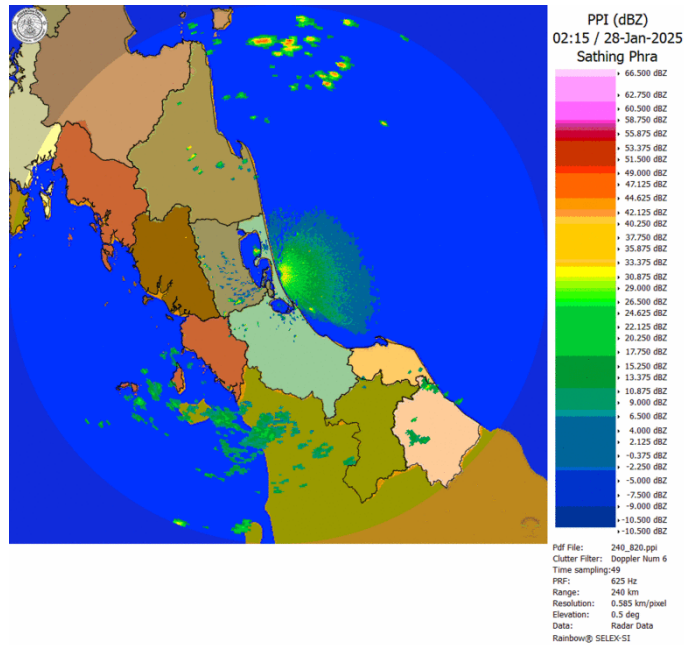 PPI (dBZ)
02:15 / 28-Jan-2025
Sathing Phra
66.500 dBZ
62.750 dBZ
60.500 dBZ
58.750 dBZ
55.875 dBZ
53.375 dBZ
51.500 dBZ
49.000 dBZ
47.125 dBZ
44.625 dBZ
42.125 dBZ
40.250 dBZ
37.750 dBZ
35.875 dBZ
33.375 dBZ
30.875 dBZ
29.000 dBZ
26.500 dBZ
24.625 dBZ
22.125 dBZ
20.250 dBZ
17.750 dBZ
15.250 dBZ
13.375 dBZ
10.875 dBZ
9.000 dBZ
6.500 dBZ
4.000 dBZ
2.125 dBZ
-0.375 dBZ
-2.250 dBZ
-5.000 dBZ
-7.500 dBZ
-9.000 dBZ
-10.500 dBZ
-10.500 dBZ
Pdf File: 240_820.ppi
Clutter Filter: Doppler Num 6
Time sampling:49
PRF: 625 Hz
Range: 240 km
Resolution: 0.585 km/pixel
Elevation: 0.5 deg
Data: Radar Data
Rainbow® SELEX-SI